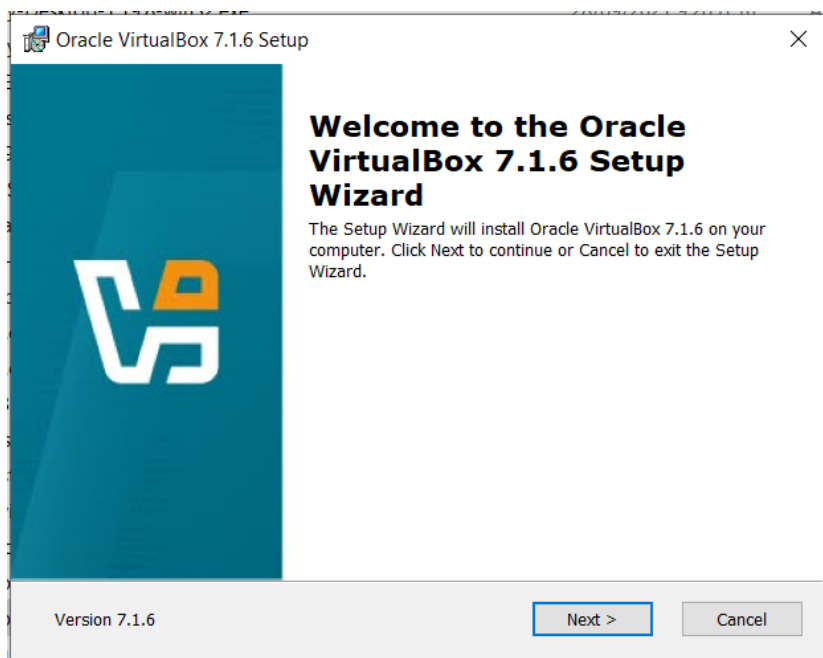 Oracle VirtualBox 7.1.6 Setup
Welcome to the Oracle
VirtualBox 7.1.6 Setup
Wizard
The Setup Wizard will install Oracle VirtualBox 7.1.6 on your
computer. Click Next to continue or Cancel to exit the Setup
Wizard.
Version 7.1.6
Next >
Cancel